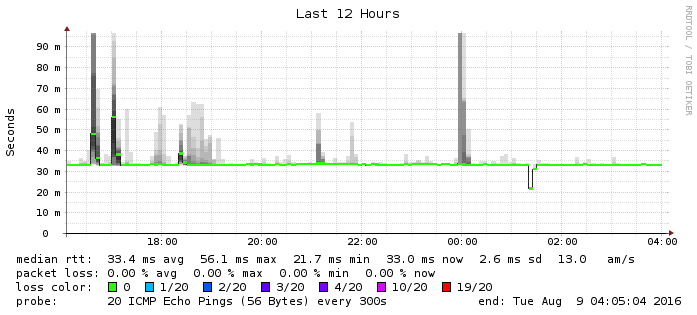 Last 12 Hours
RRDTOOL / TOBI OETIKER
Seconds
90 m
80 m
70 m
60 m
50 m
40 m
30 m
20 m
10 m
0
18:00 20:00 22:00 00:00 02:00 04:00
median rtt: 33.4 ms avg 56.1 ms max 21.7 ms min 33.0 ms now 2.6 ms sd 13.0 am/s
packet loss: 0.00 % avg 0.00 % max 0.00 % min 0.00 % now
loss color: 0 1/20 2/20 3/20 4/20 10/20 19/20
probe: 20 ICMP Echo Pings (56 Bytes) every 300s end: Tue Aug 9 04:05:04 2016